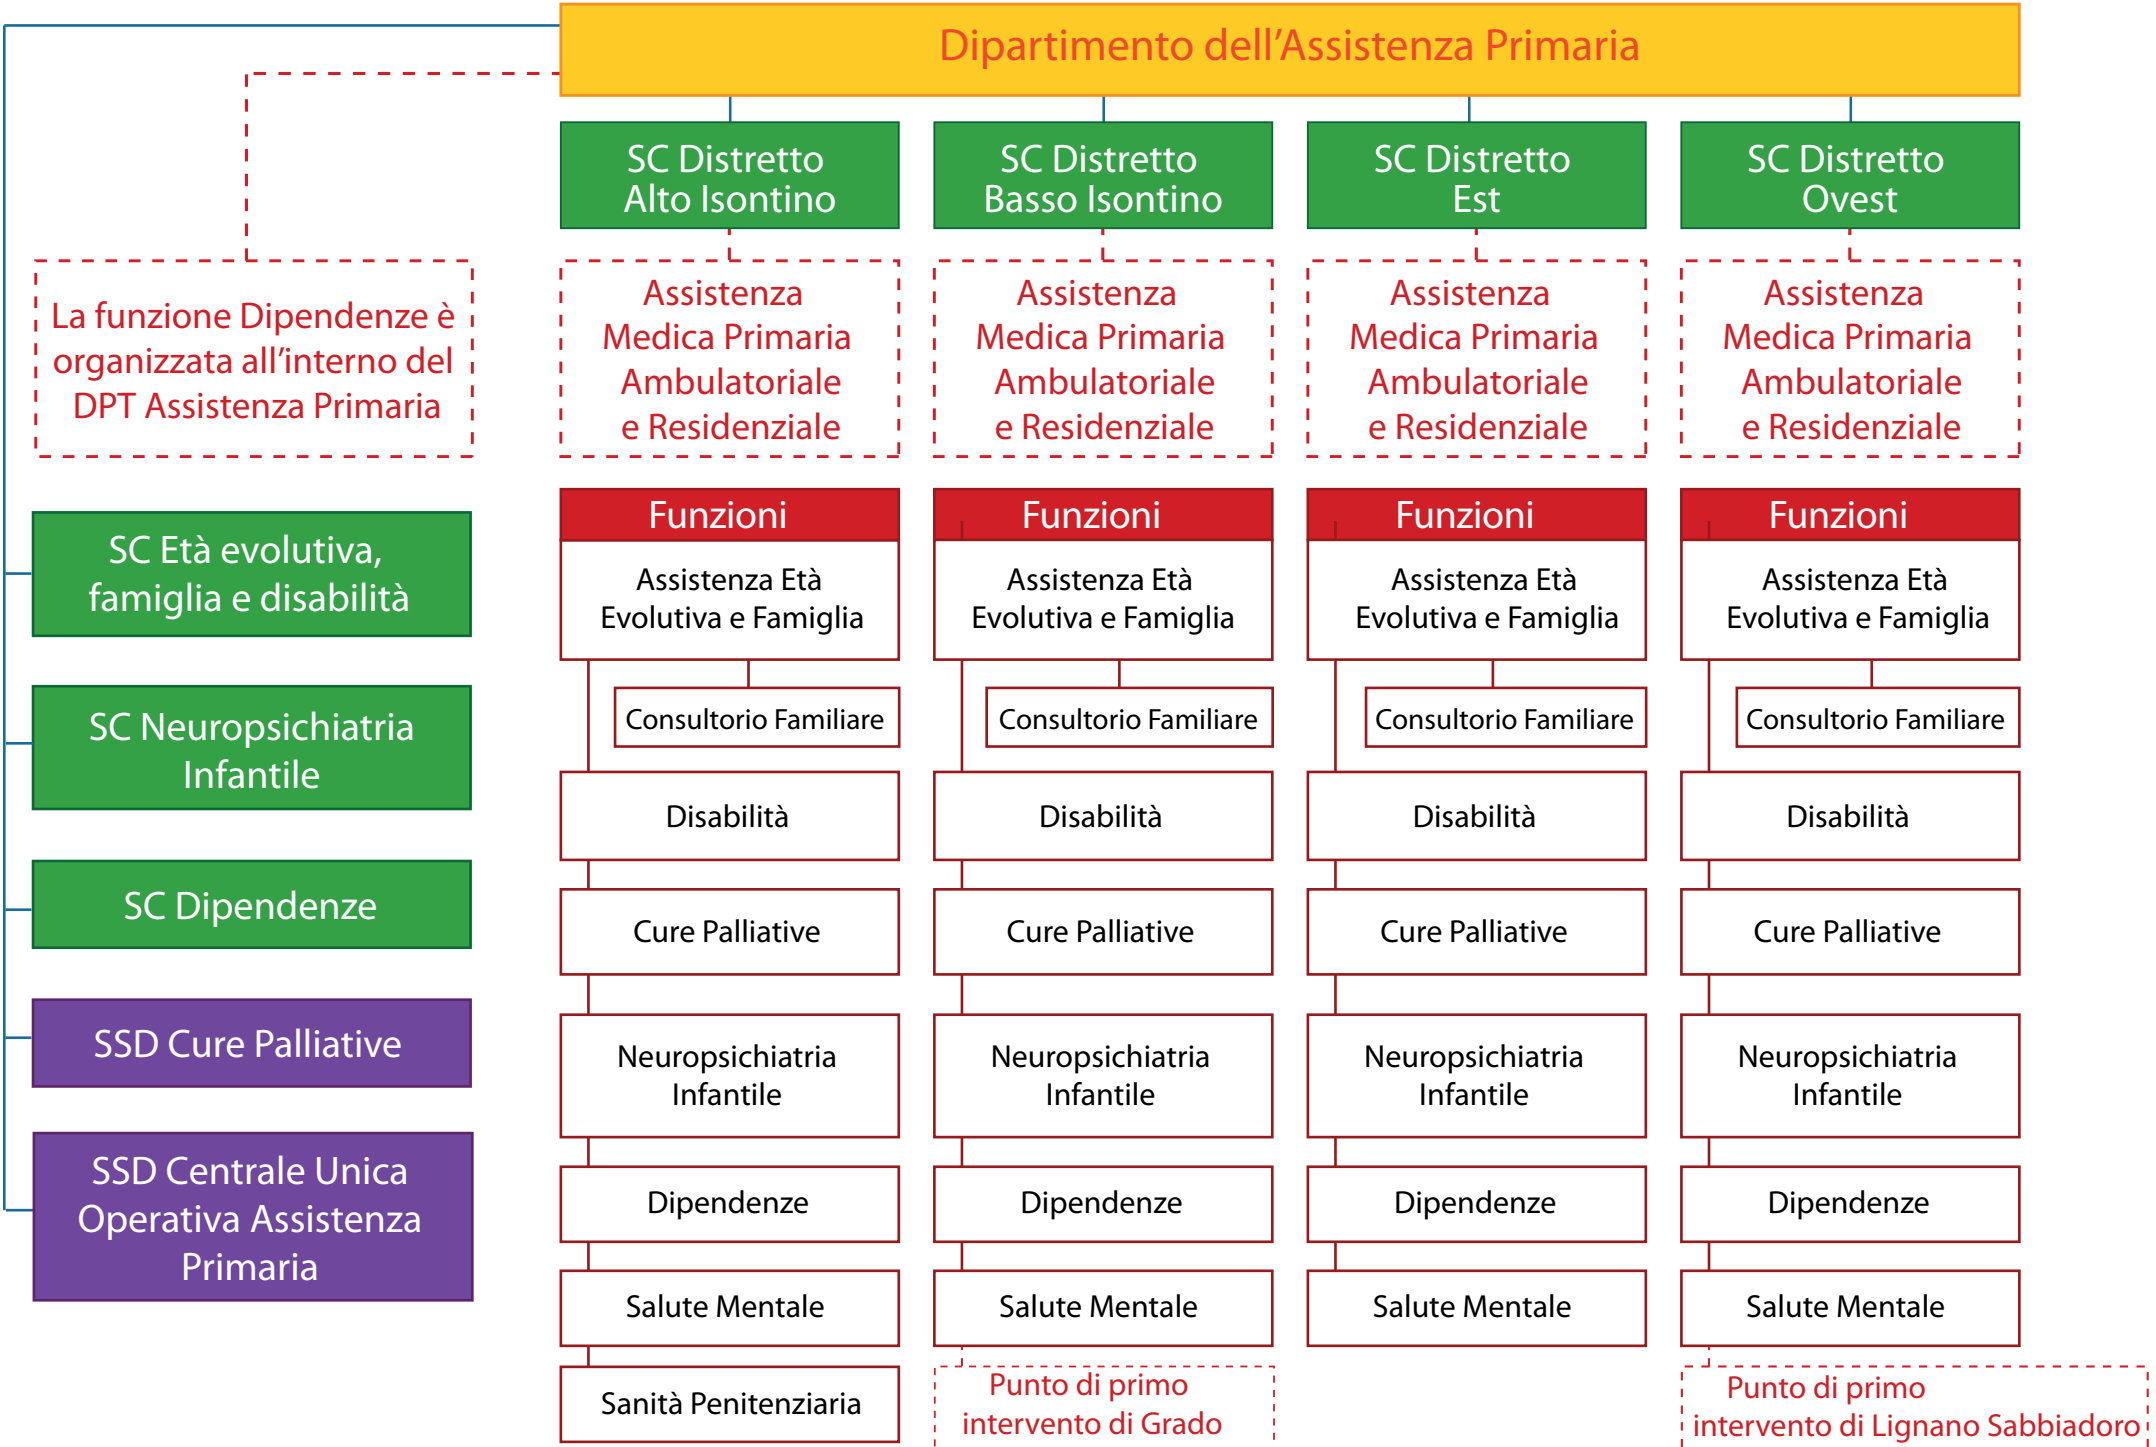 Dipartimento dell'Assistenza Primaria
SC Distretto
Alto Isontino
SC Distretto
Basso Isontino
SC Distretto
Est
SC Distretto
Ovest
La funzione Dipendenze è
organizzata all'interno del
DPT Assistenza Primaria
Assistenza
Medica Primaria
Ambulatoriale
e Residenziale
Assistenza
Medica Primaria
Ambulatoriale
e Residenziale
Assistenza
Medica Primaria
Ambulatoriale
e Residenziale
Assistenza
Medica Primaria
Ambulatoriale
e Residenziale
SC Età evolutiva,
famiglia e disabilità
SC Neuropsichiatria
Infantile
SC Dipendenze
SSD Cure Palliative
SSD Centrale Unica
Operativa Assistenza
Primaria
Funzioni
Assistenza Età
Evolutiva e Famiglia
Consultorio Familiare
Disabilità
Cure Palliative
Neuropsichiatria
Infantile
Dipendenze
Salute Mentale
Sanità Penitenziaria
Funzioni
Assistenza Età
Evolutiva e Famiglia
Consultorio Familiare
Disabilità
Cure Palliative
Neuropsichiatria
Infantile
Dipendenze
Salute Mentale
Punto di primo
intervento di Grado
Funzioni
Assistenza Età
Evolutiva e Famiglia
Consultorio Familiare
Disabilità
Cure Palliative
Neuropsichiatria
Infantile
Dipendenze
Salute Mentale
Funzioni
Assistenza Età
Evolutiva e Famiglia
Consultorio Familiare
Disabilità
Cure Palliative
Neuropsichiatria
Infantile
Dipendenze
Salute Mentale
Punto di primo
intervento di Lignano Sabbiadoro